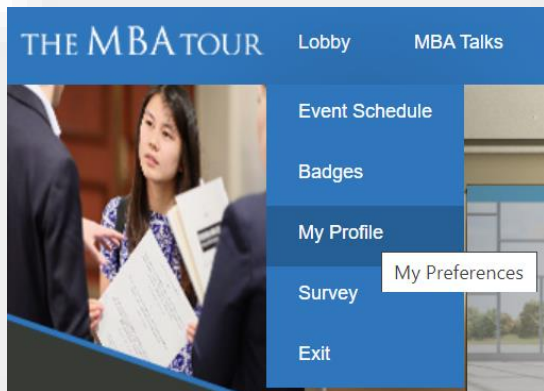 THE MBA TOUR Lobby MBA Talks
Event Schedule
Badges
My Profile
My Preferences
Survey
Exit